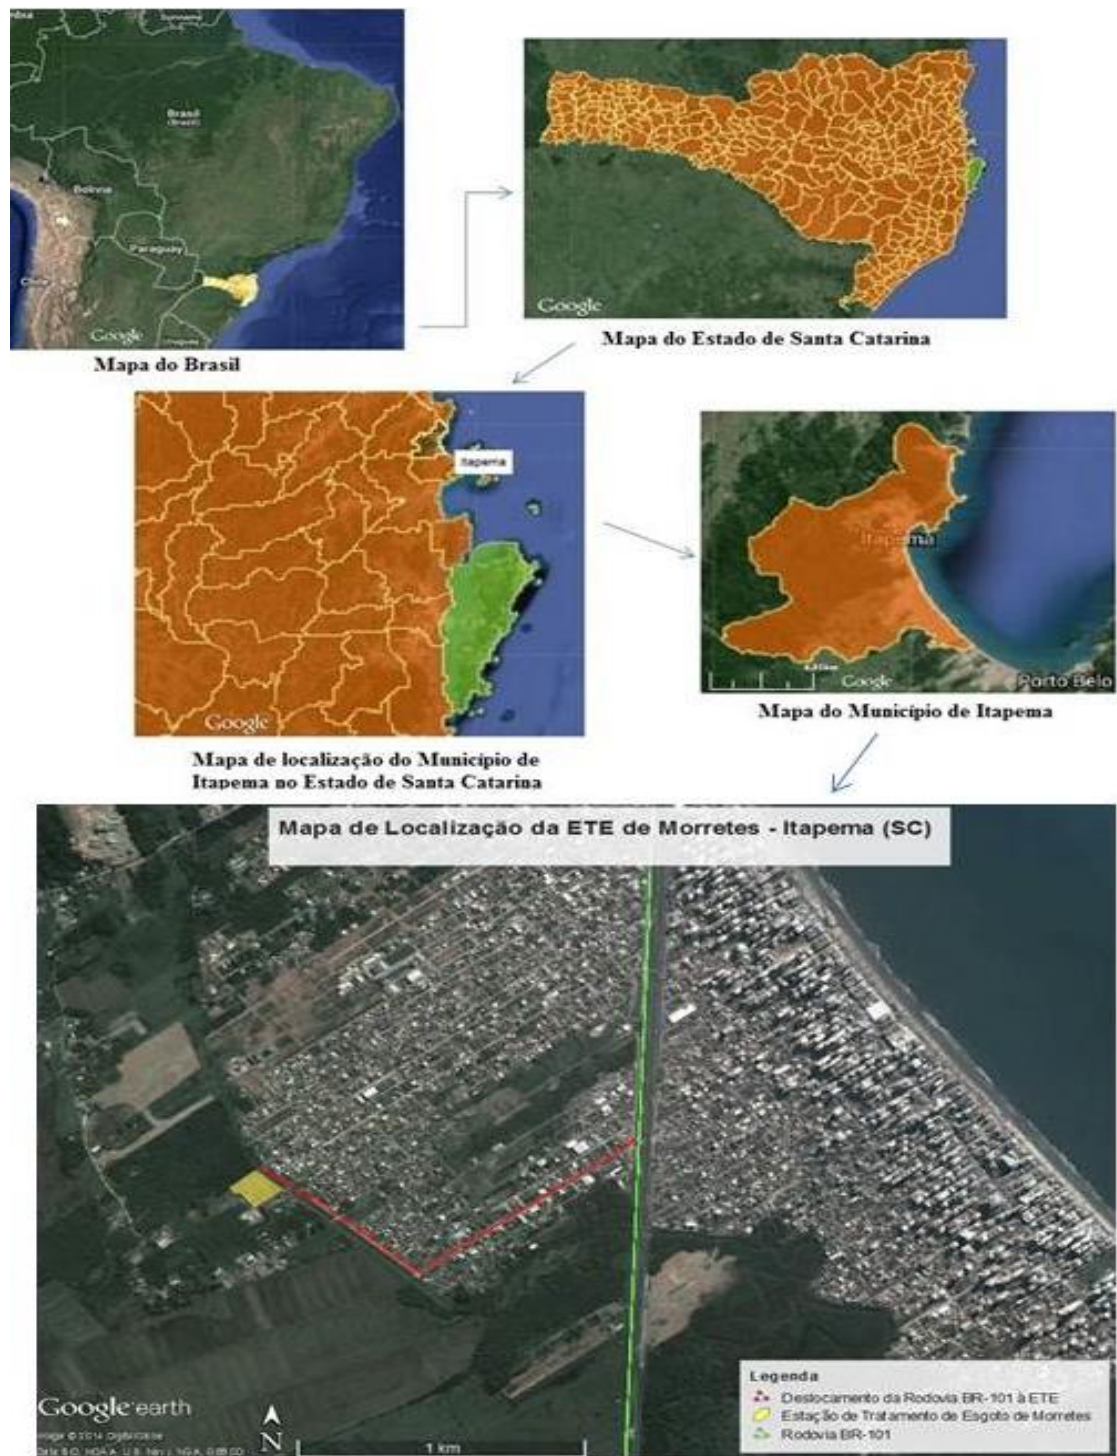 Brasil
(Brazil)
Bolivia
Paraguay
Google
Mapa do Brasil
Google
Mapa do Estado de Santa Catarina
Itapema
Google
Mapa de localização do Município de
Itapema no Estado de Santa Catarina
Itapema
Google
Porto Belo
Mapa do Município de Itapema
Mapa de Localização da ETE de Morretes - Itapema (SC)
Legenda
Deslocamento da Rodovia BR-101 à ETE
Estação de Tratamento de Esgoto de Morretes
Rodovia BR-101
Google earth
N
1 km